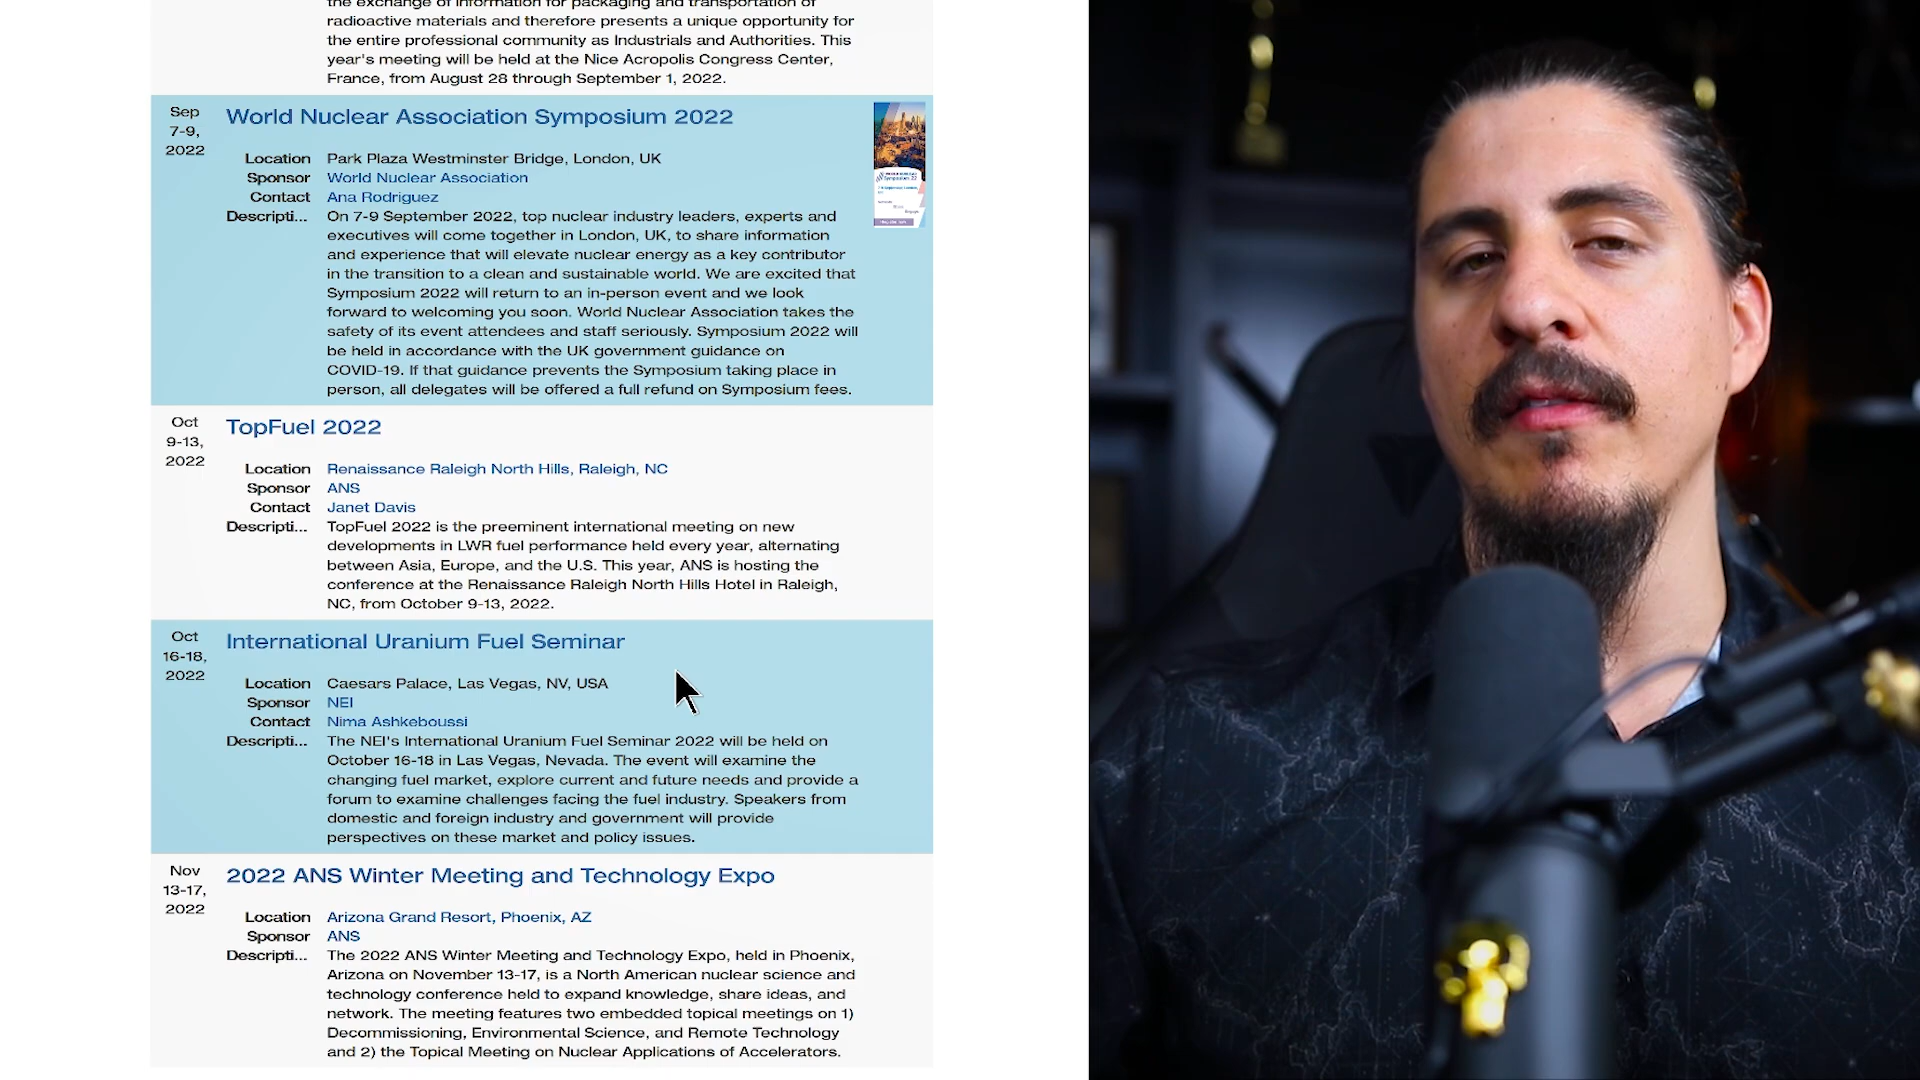 the exchange of information for packaging and transportation of
radioactive materials and therefore presents a unique opportunity for
the entire professional community as Industrials and Authorities. This
year's meeting will be held at the Nice Acropolis Congress Center,
France, from August 28 through September 1, 2022.
Sep
7-9,
2022
World Nuclear Association Symposium 2022
Location Park Plaza Westminster Bridge, London, UK
Sponsor World Nuclear Association
Contact Ana Rodriguez
Descripti... On 7-9 September 2022, top nuclear industry leaders, experts and
executives will come together in London, UK, to share information
and experience that will elevate nuclear energy as a key contributor
in the transition to a clean and sustainable world. We are excited that
Symposium 2022 will return to an in-person event and we look
forward to welcoming you soon. World Nuclear Association takes the
safety of its event attendees and staff seriously. Symposium 2022 will
be held in accordance with the UK government guidance on
COVID-19. If that guidance prevents the Symposium taking place in
person, all delegates will be offered a full refund on Symposium fees.
Oct
9-13,
2022
TopFuel 2022
Location Renaissance Raleigh North Hills, Raleigh, NC
Sponsor ANS
Contact Janet Davis
Descripti... TopFuel 2022 is the preeminent international meeting on new
developments in LWR fuel performance held every year, alternating
between Asia, Europe, and the U.S. This year, ANS is hosting the
conference at the Renaissance Raleigh North Hills Hotel in Raleigh,
NC, from October 9-13, 2022.
Oct
16-18,
2022
International Uranium Fuel Seminar
Location Caesars Palace, Las Vegas, NV, USA
Sponsor NEI
Contact Nima Ashkeboussi
Descripti... The NEI's International Uranium Fuel Seminar 2022 will be held on
October 16-18 in Las Vegas, Nevada. The event will examine the
changing fuel market, explore current and future needs and provide a
forum to examine challenges facing the fuel industry. Speakers from
domestic and foreign industry and government will provide
perspectives on these market and policy issues.
Nov
13-17,
2022
2022 ANS Winter Meeting and Technology Expo
Location Arizona Grand Resort, Phoenix, AZ
Sponsor ANS
Descripti... The 2022 ANS Winter Meeting and Technology Expo, held in Phoenix,
Arizona on November 13-17, is a North American nuclear science and
technology conference held to expand knowledge, share ideas, and
network. The meeting features two embedded topical meetings on 1)
Decommissioning, Environmental Science, and Remote Technology
and 2) the Topical Meeting on Nuclear Applications of Accelerators.